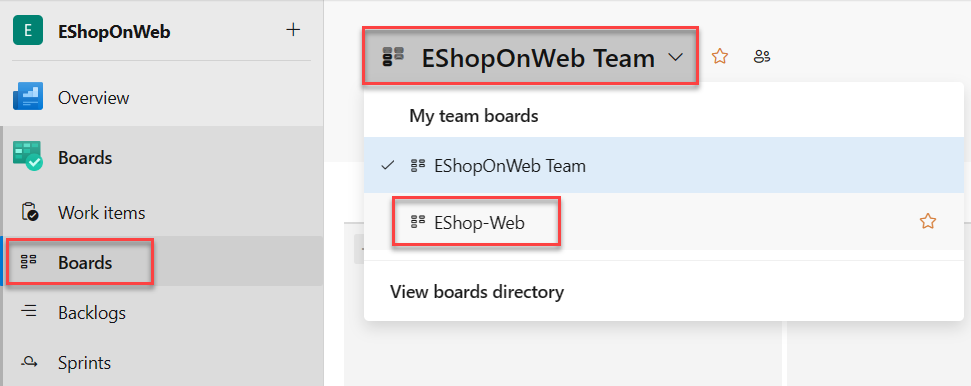 E EShopOnWeb
Overview
Boards
Work items
Boards
Backlogs
Sprints
EShopOnWeb Team
My team boards
EShopOnWeb Team
EShop-Web
View boards directory